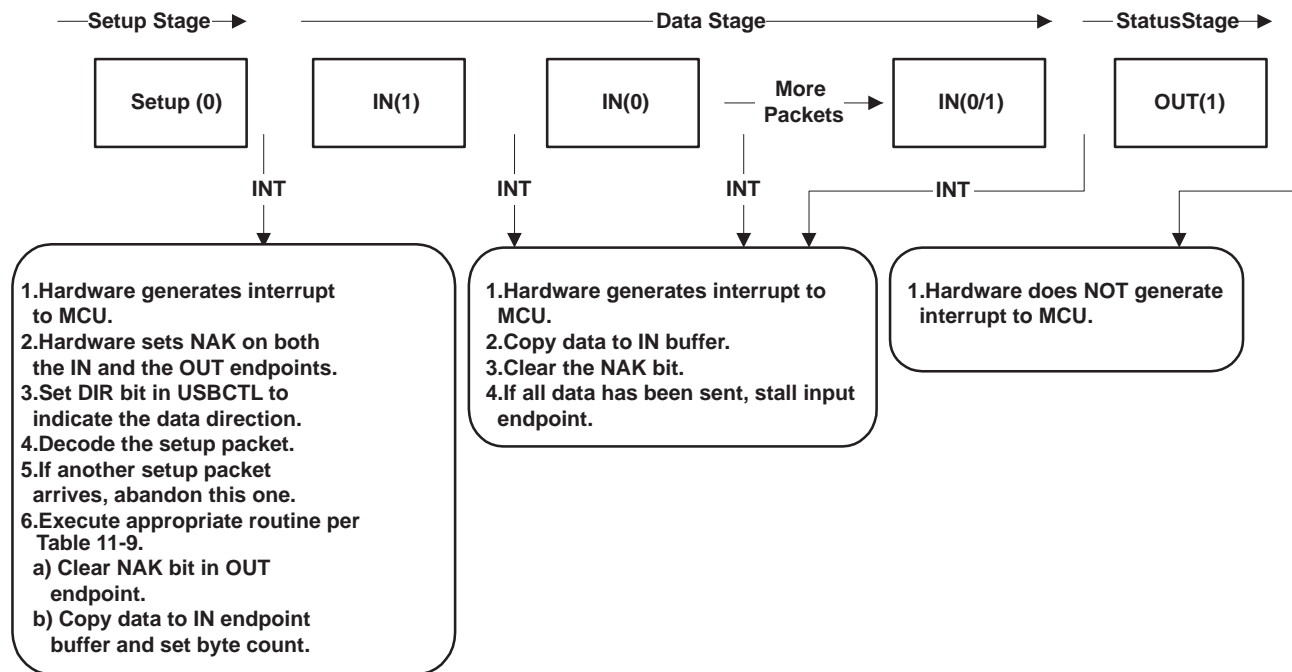 Setup Stage
Data Stage
StatusStage
Setup (0)
IN(1)
IN(0)
More
Packets
IN(0/1)
OUT(1)
INT
INT
INT
INT
1.Hardware generates interrupt
to MCU.
2.Hardware sets NAK on both
the IN and the OUT endpoints.
3.Set DIR bit in USBCTL to
indicate the data direction.
4.Decode the setup packet.
5.If another setup packet
arrives, abandon this one.
6.Execute appropriate routine per
Table 11-9.
a) Clear NAK bit in OUT
endpoint.
b) Copy data to IN endpoint
buffer and set byte count.
1.Hardware generates interrupt to
MCU.
2.Copy data to IN buffer.
3.Clear the NAK bit.
4.If all data has been sent, stall input
endpoint.
1.Hardware does NOT generate
interrupt to MCU.